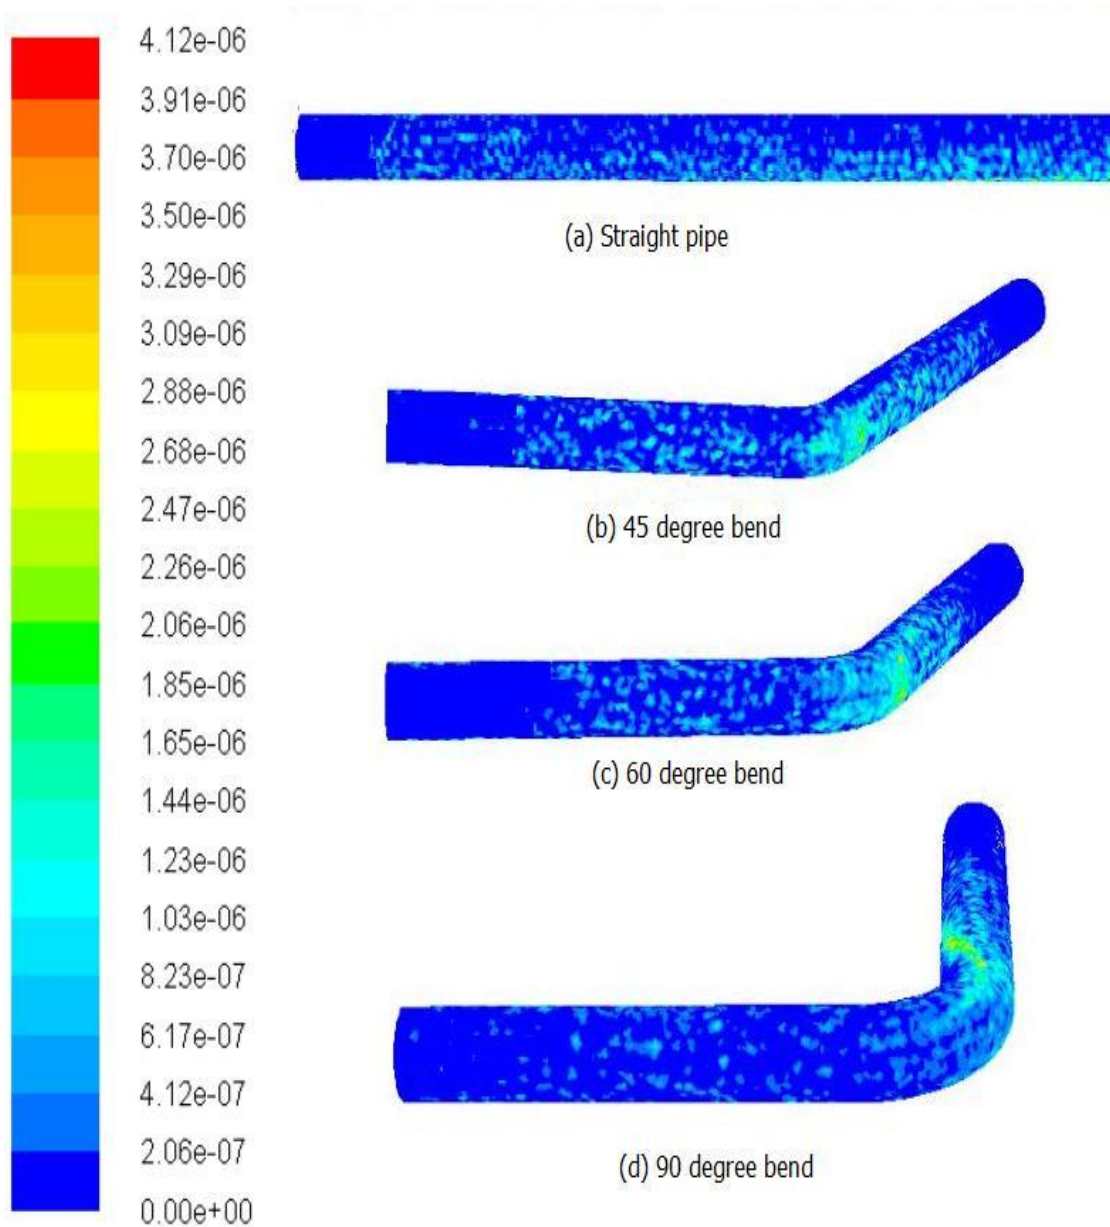 4.12e-06
3.91e-06
3.70e-06
3.50e-06
3.29e-06
3.09e-06
2.88e-06
2.68e-06
2.47e-06
2.26e-06
2.06e-06
1.85e-06
1.65e-06
1.44e-06
1.23e-06
1.03e-06
8.23e-07
6.17e-07
4.12e-07
2.06e-07
0.00e+00
(a) Straight pipe
(b) 45 degree bend
(c) 60 degree bend
(d) 90 degree bend